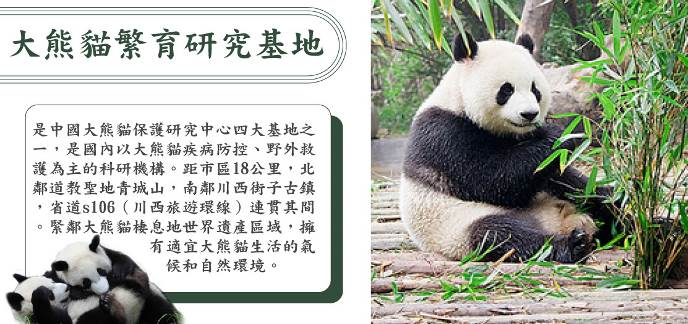 大熊貓繁育研究基地
是中國大熊貓保護研究中心四大基地之
一，是國內以大熊貓疾病防控、野外救
護為主的科研機構。距市區18公里，北
鄰道教聖地青城山，南鄰川西街子古鎮
，省道s106（川西旅遊環線）連貫其間
。緊鄰大熊貓棲息地世界遺產區域，擁
有適宜大熊貓生活的氣
候和自然環境。